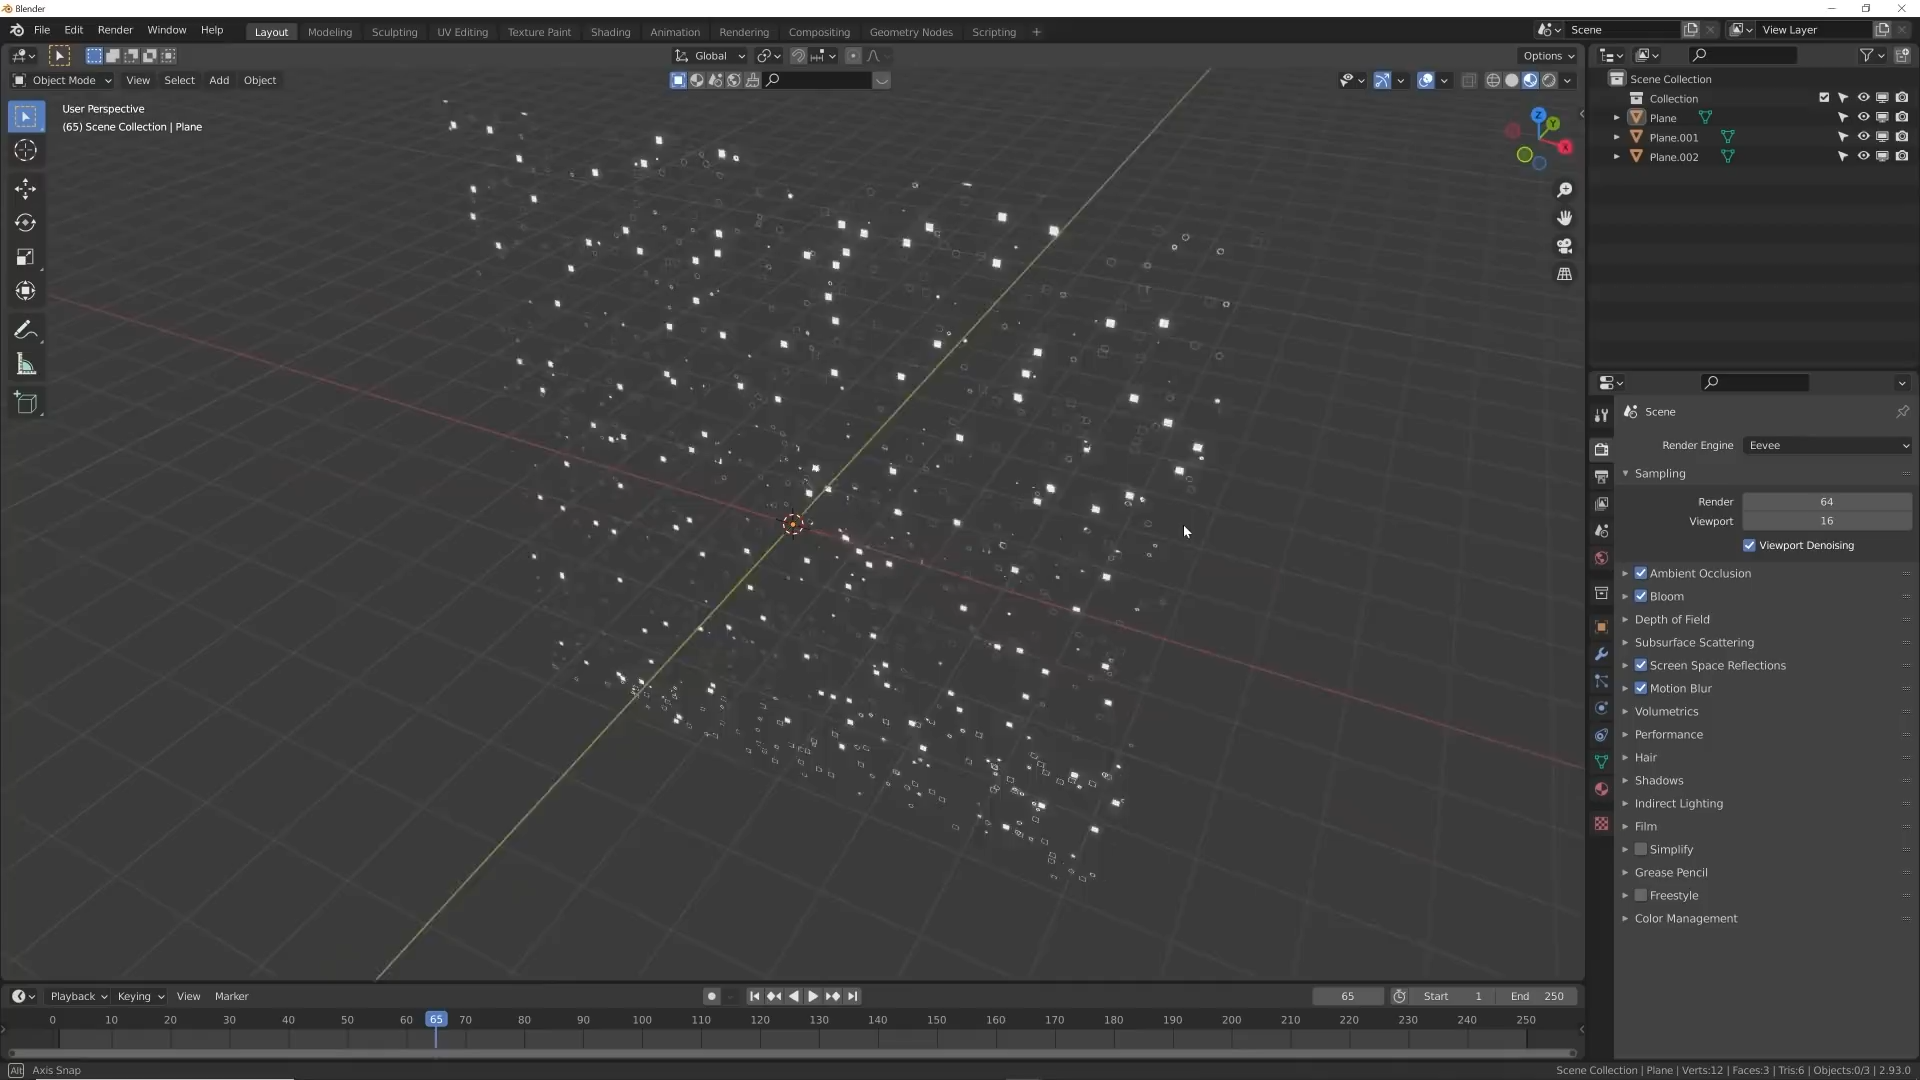 Blender
File Edit Render Window Help
Layout Modeling Sculpting UV Editing Texture Paint Shading Animation Rendering Compositing Geometry Nodes Scripting +
Scene
View Layer
Global
Options
Object Mode View Select Add Object
User Perspective
(65) Scene Collection | Plane
Z
Y
X
Scene Collection
Collection
Plane
Plane.001
Plane.002
Scene
Render Engine Eevee
Sampling
Render 64
Viewport 16
Viewport Denoising
Ambient Occlusion
Bloom
Depth of Field
Subsurface Scattering
Screen Space Reflections
Motion Blur
Volumetrics
Performance
Hair
Shadows
Indirect Lighting
Film
Simplify
Grease Pencil
Freestyle
Color Management
Playback Keying View Marker
65 Start 1 End 250
0 10 20 30 40 50 60 65 70 80 90 100 110 120 130 140 150 160 170 180 190 200 210 220 230 240 250
Alt Axis Snap
Scene Collection | Plane | Verts:12 | Faces:3 | Tris:6 | Objects:0/3 | 2.93.0